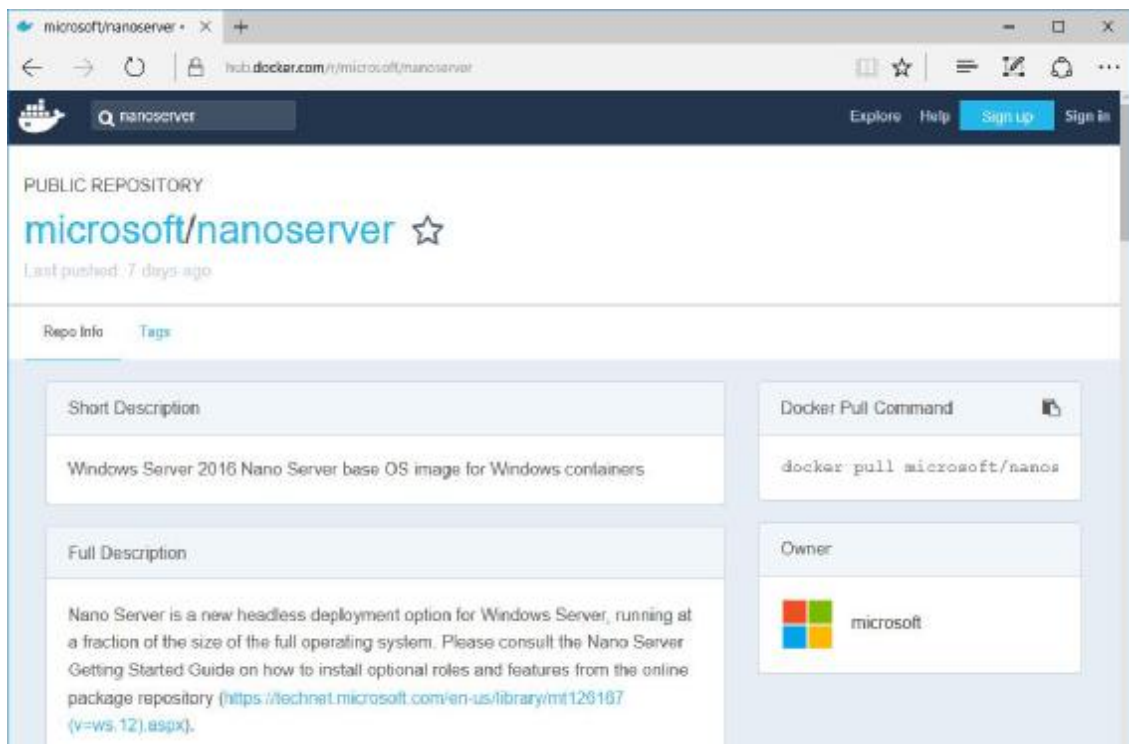 microsoft/nanoserver •
hub.docker.com/r/microsoft/nanoserver
nanoserver
Explore Help Sign up Sign in
PUBLIC REPOSITORY
microsoft/nanoserver
Last pushed: 7 days ago
Repo Info Tags
Short Description
Windows Server 2016 Nano Server base OS image for Windows containers
Docker Pull Command
docker pull microsoft/nanos
Full Description
Nano Server is a new headless deployment option for Windows Server, running at
a fraction of the size of the full operating system. Please consult the Nano Server
Getting Started Guide on how to install optional roles and features from the online
package repository (https://technet.microsoft.com/en-us/library/mt126167
(v=ws.12).aspx).
Owner
microsoft